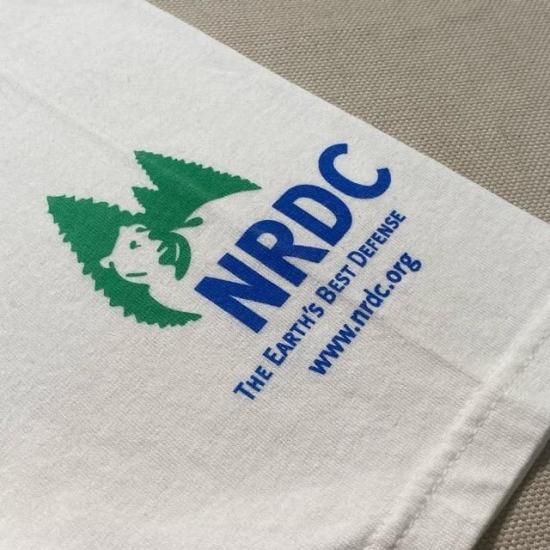 NRDC
THE EARTH'S BEST DEFENSE
www.nrdc.org